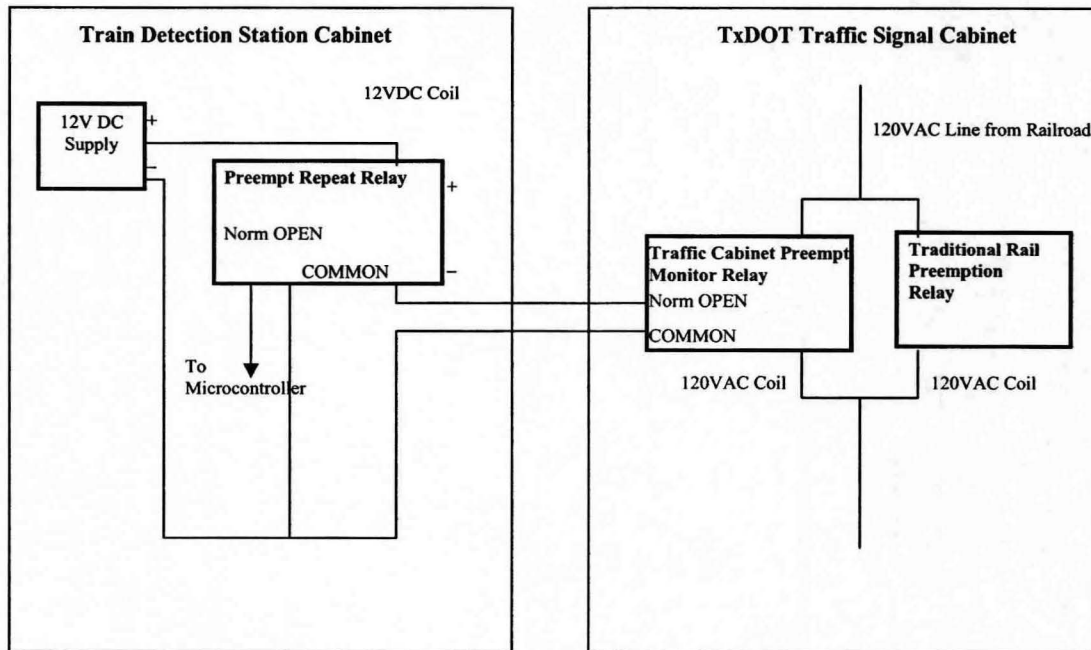 Train Detection Station Cabinet
12VDC Coil
12V DC
Supply
+
–
Preempt Repeat Relay
+
Norm OPEN
COMMON
–
To
Microcontroller
TxDOT Traffic Signal Cabinet
120VAC Line from Railroad
Traffic Cabinet Preempt
Monitor Relay
Norm OPEN
COMMON
120VAC Coil
Traditional Rail
Preemption
Relay
120VAC Coil